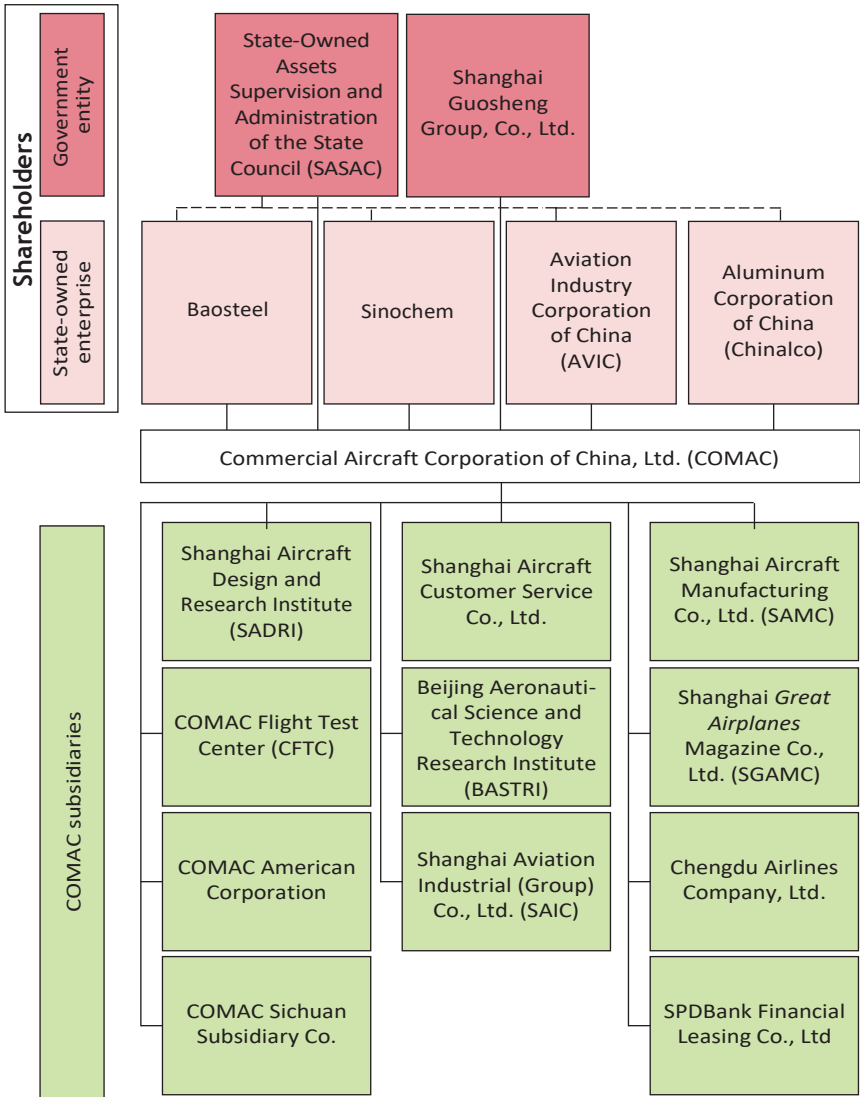 Shareholders
Government
entity
State-Owned
Assets
Supervision and
Administration
of the State
Council (SASAC)
Shanghai
Guosheng
Group, Co., Ltd.
State-owned
enterprise
Baosteel
Sinochem
Aviation
Industry
Corporation
of China
(AVIC)
Aluminum
Corporation
of China
(Chinalco)
Commercial Aircraft Corporation of China, Ltd. (COMAC)
COMAC subsidiaries
Shanghai Aircraft
Design and
Research Institute
(SADRI)
Shanghai Aircraft
Customer Service
Co., Ltd.
Shanghai Aircraft
Manufacturing
Co., Ltd. (SAMC)
COMAC Flight Test
Center (CFTC)
Beijing Aeronauti-
cal Science and
Technology
Research Institute
(BASTRI)
Shanghai Great
Airplanes
Magazine Co.,
Ltd. (SGAMC)
COMAC American
Corporation
Shanghai Aviation
Industrial (Group)
Co., Ltd. (SAIC)
Chengdu Airlines
Company, Ltd.
COMAC Sichuan
Subsidiary Co.
SPDBank Financial
Leasing Co., Ltd